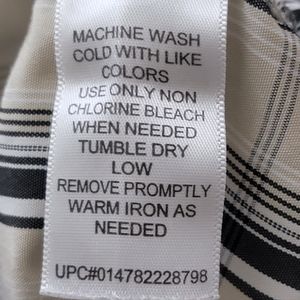 MACHINE WASH
COLD WITH LIKE
COLORS
USE ONLY NON
CHLORINE BLEACH
WHEN NEEDED
TUMBLE DRY
LOW
REMOVE PROMPTLY
WARM IRON AS
NEEDED
UPC#014782228798